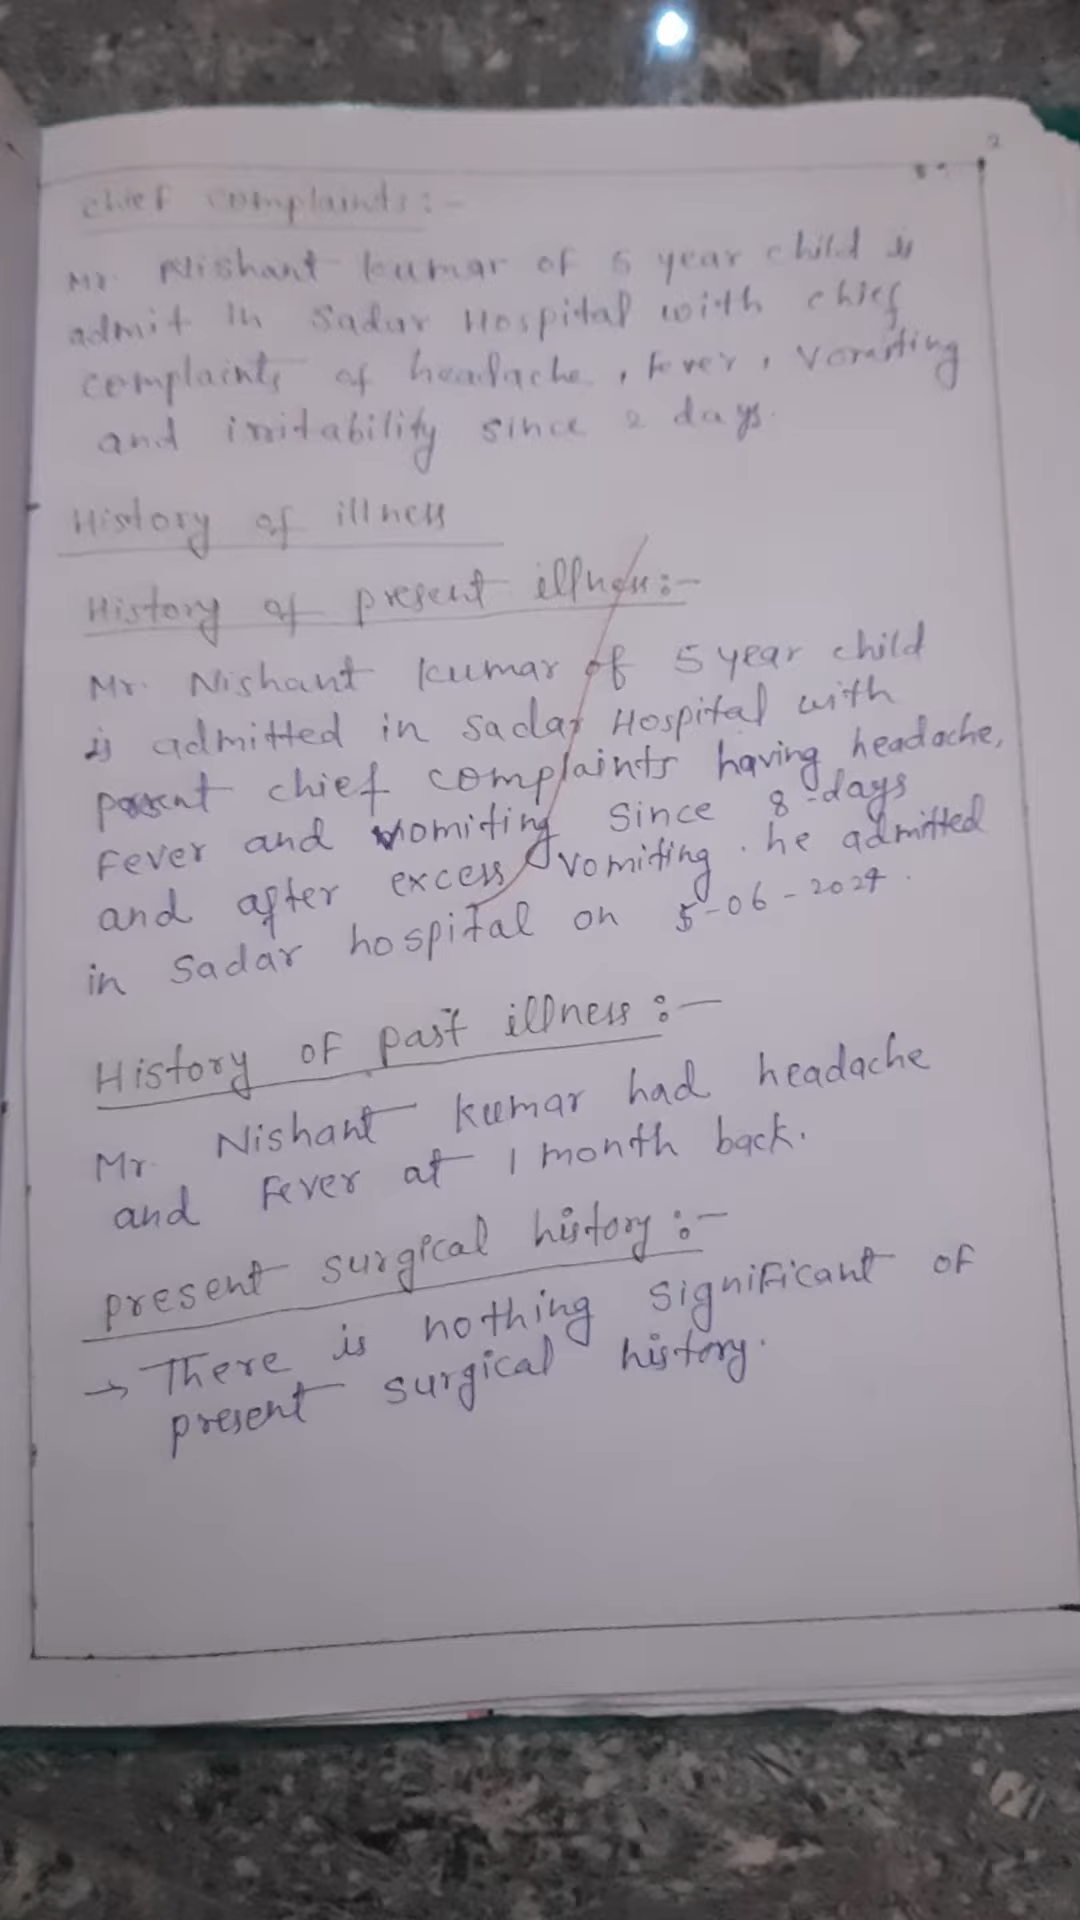 chief complaints:-
Mr. Nishant kumar of 5 year child is
admit in Sadar Hospital with chief
complaints of headache, fever, vomiting
and irritability since 2 days.
History of illness
History of present illness:-
Mr. Nishant kumar of 5 year child
is admitted in Sadar Hospital with
chief complaints having headache,
Fever and vomiting since 8-days
and after excess vomiting. he admitted
in Sadar hospital on 5-06-2024.
History of past illness:-
Mr. Nishant kumar had headache
and Fever at 1 month back.
present surgical history:-
→ There is nothing significant of
present surgical history.